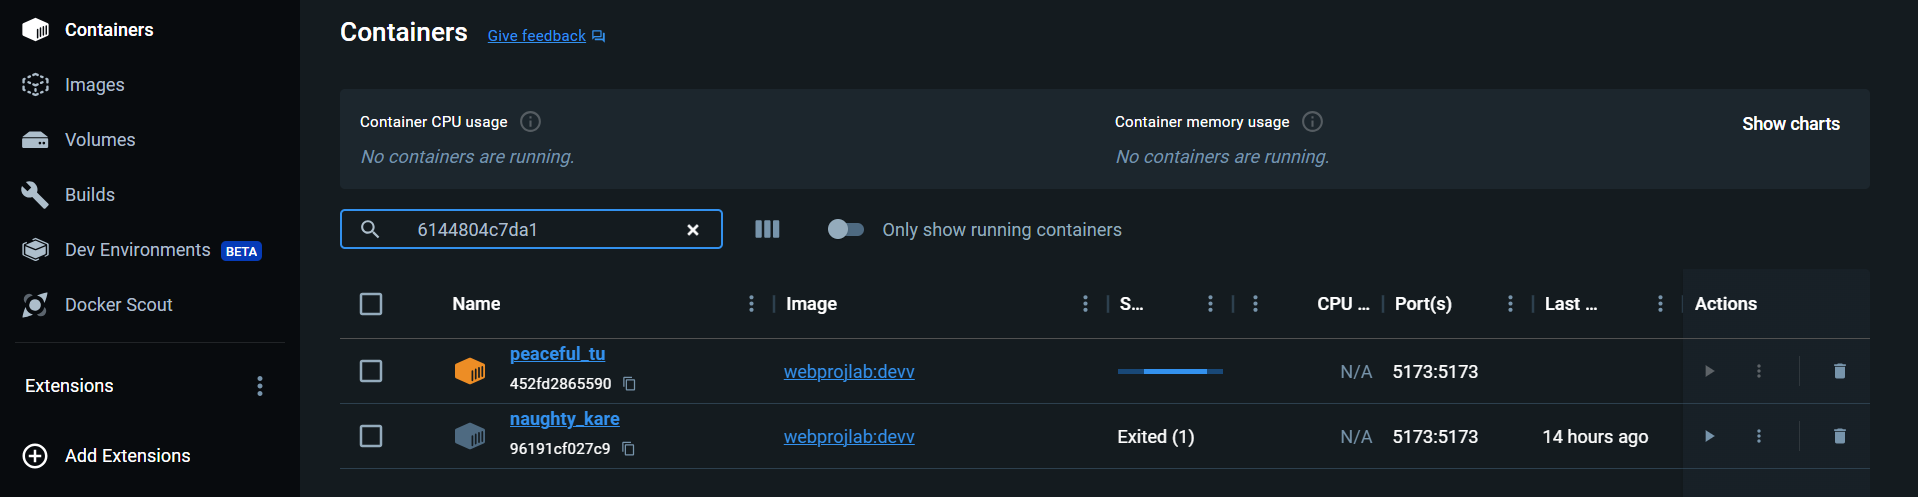 Containers
Images
Volumes
Builds
Dev Environments BETA
Docker Scout
Extensions
Add Extensions
Containers Give feedback
Container CPU usage
No containers are running.
Container memory usage
No containers are running.
Show charts
6144804c7da1
Only show running containers
Name Image S... CPU ... Port(s) Last ... Actions
peaceful_tu
452fd2865590
webprojlab:devv N/A 5173:5173
naughty_kare
96191cf027c9
webprojlab:devv Exited (1) N/A 5173:5173 14 hours ago